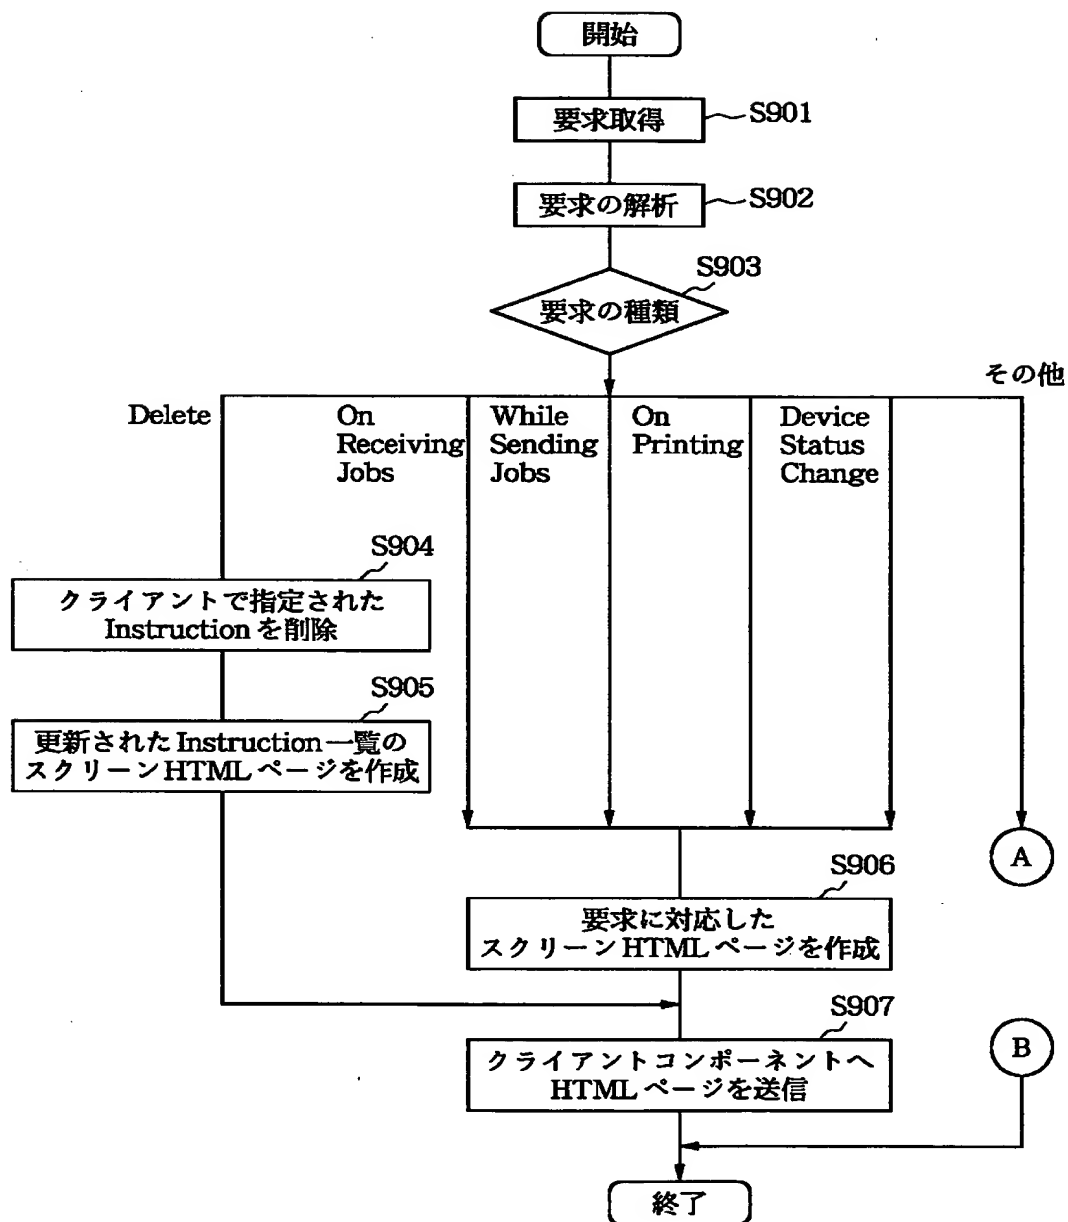 開始
要求取得
S901
要求の解析
S902
S903
要求の種類
その他
Delete
On
Receiving
Jobs
While
Sending
Jobs
On
Printing
Device
Status
Change
S904
クライアントで指定された
Instructionを削除
S905
更新されたInstruction一覧の
スクリーンHTMLページを作成
A
S906
要求に対応した
スクリーンHTMLページを作成
S907
クライアントコンポーネントへ
HTMLページを送信
B
終了